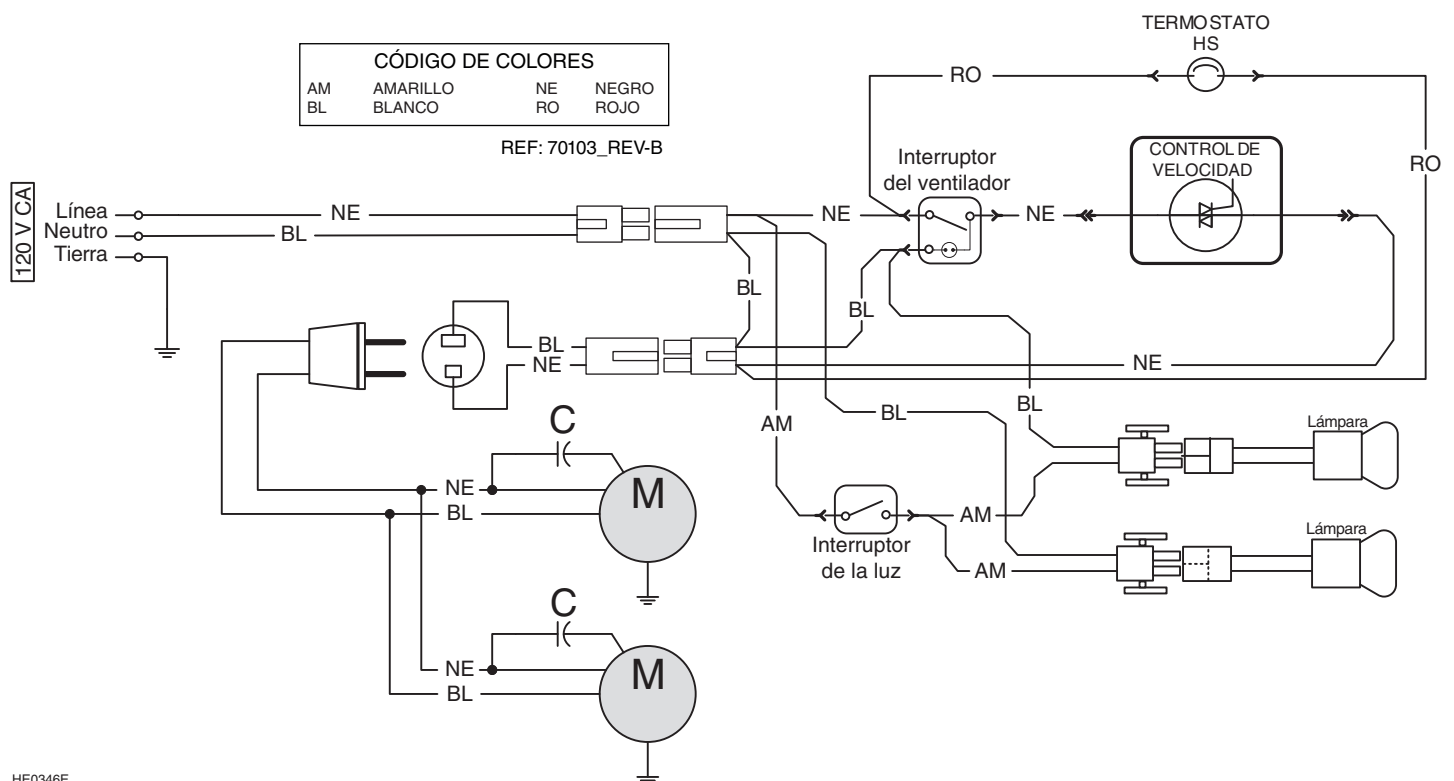 TERMOSTATO
HS
CÓDIGO DE COLORES
AM AMARILLO NE NEGRO
BL BLANCO RO ROJO
REF: 70103_REV-B
RO
CONTROL DE
VELOCIDAD
RO
Interruptor
del ventilador
120 V CA
Línea
NE
NE
NE
Neutro
BL
Tierra
BL
BL
BL
NE
NE
BL
AM
BL
Lámpara
C
NE
M
BL
AM
Interruptor
de la luz
Lámpara
AM
C
NE
M
BL
HE0346E